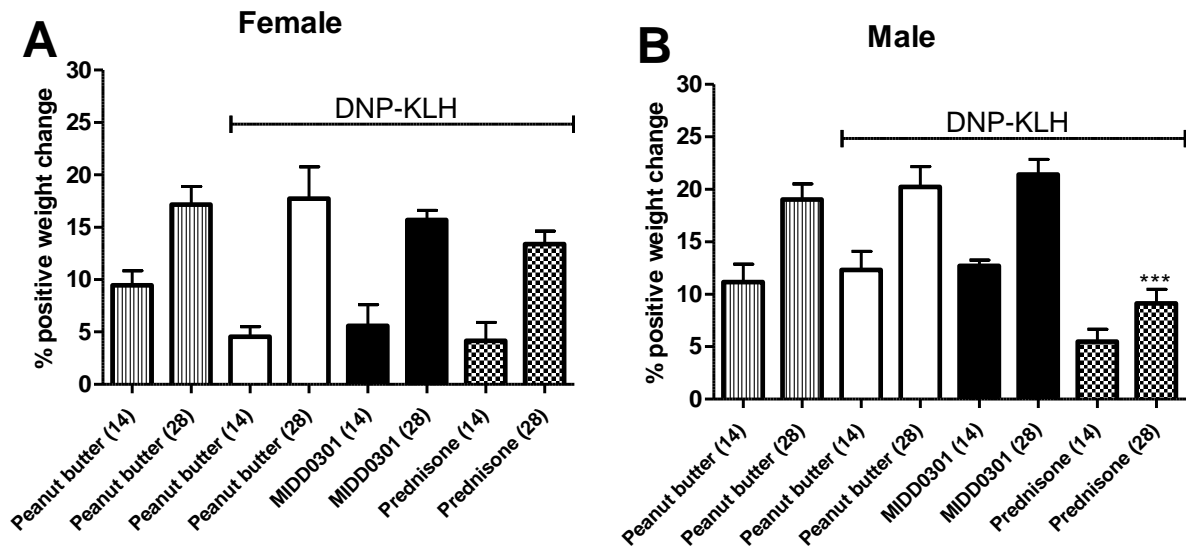 A
Female
% positive weight change
30
25
20
15
10
5
0
DNP-KLH
Peanut butter (14)
Peanut butter (28)
Peanut butter (14)
Peanut butter (28)
MIDD0301 (14)
MIDD0301 (28)
Prednisone (14)
Prednisone (28)
B
Male
% positive weight change
30
25
20
15
10
5
0
DNP-KLH
***
Peanut butter (14)
Peanut butter (28)
Peanut butter (14)
Peanut butter (28)
MIDD0301 (14)
MIDD0301 (28)
Prednisone (14)
Prednisone (28)